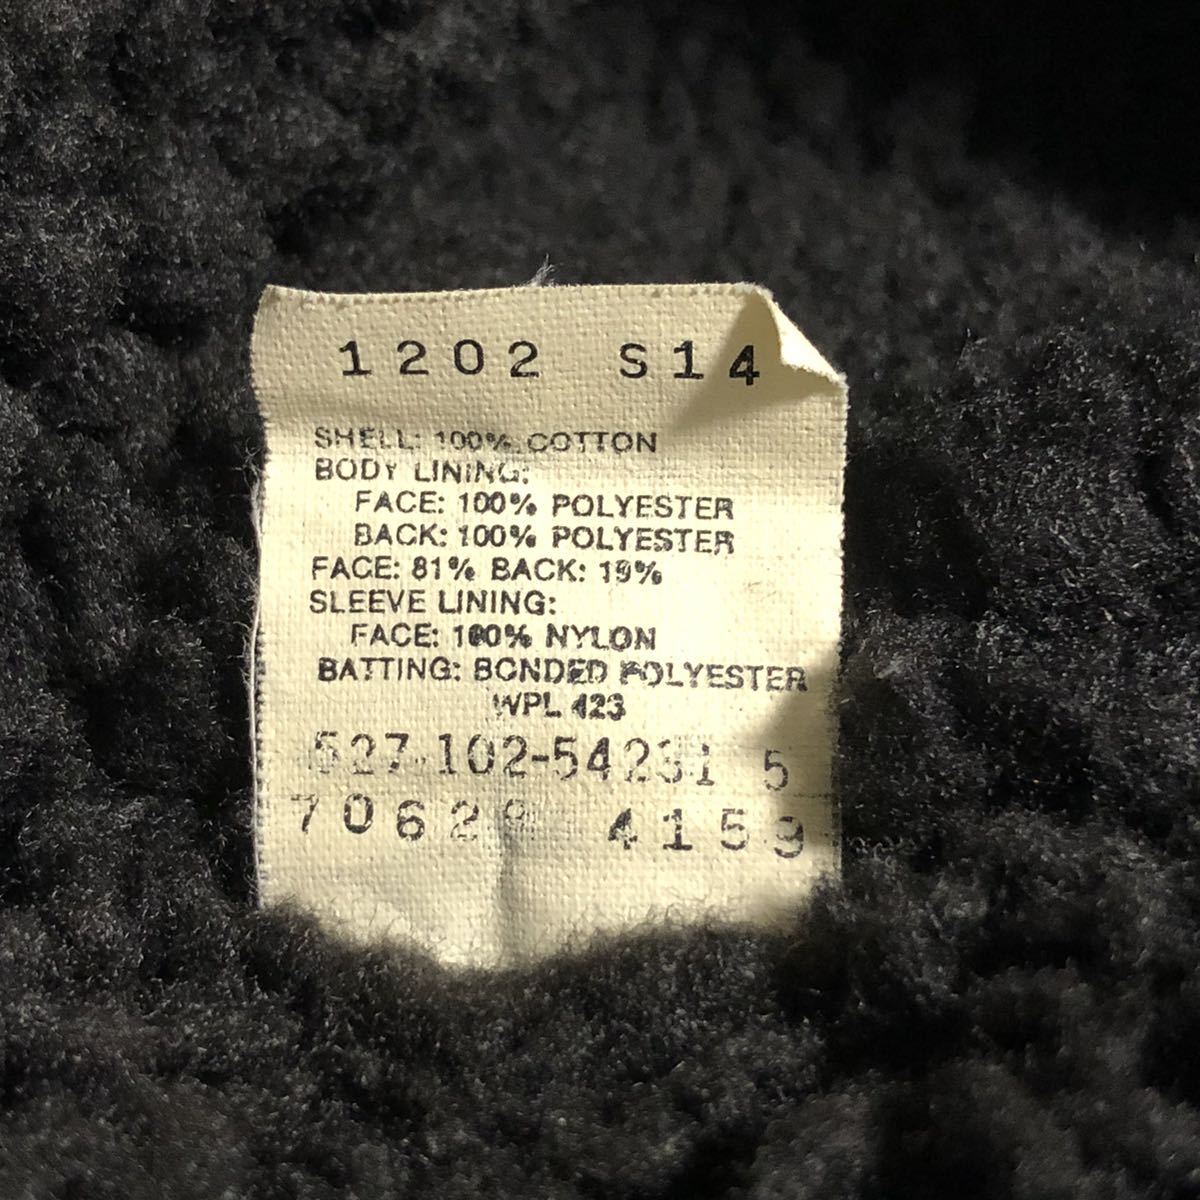 1202 S14
SHELL: 100% COTTON
BODY LINING:
FACE: 100% POLYESTER
BACK: 100% POLYESTER
FACE: 81% BACK: 19%
SLEEVE LINING:
FACE: 100% NYLON
BATTING: BONDED POLYESTER
WPL 423
527-102-54231 5
4159